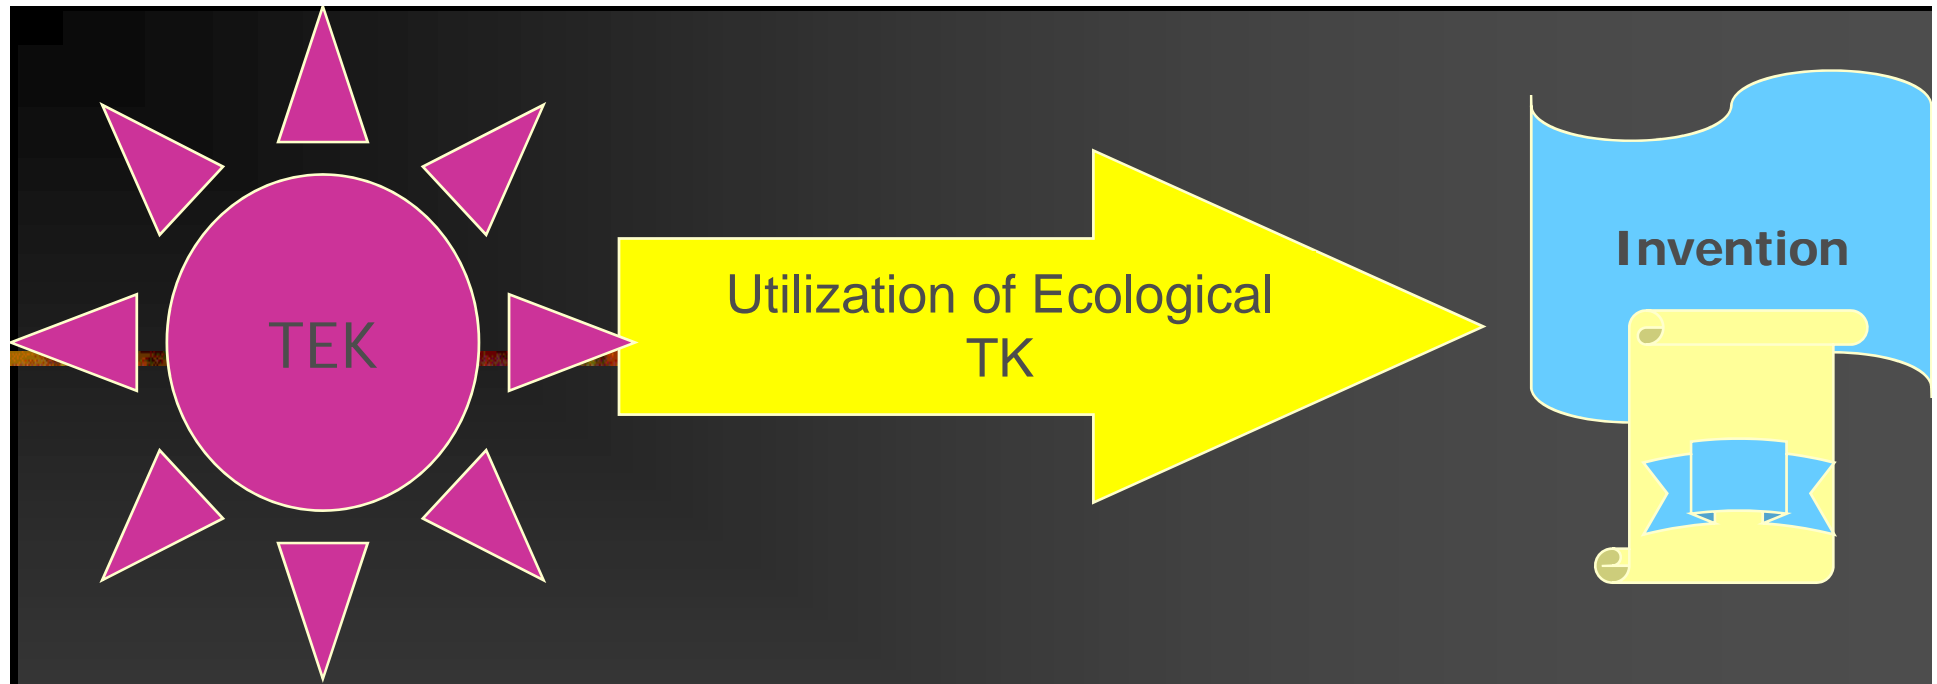 TEK
Utilization of Ecological
TK
Invention